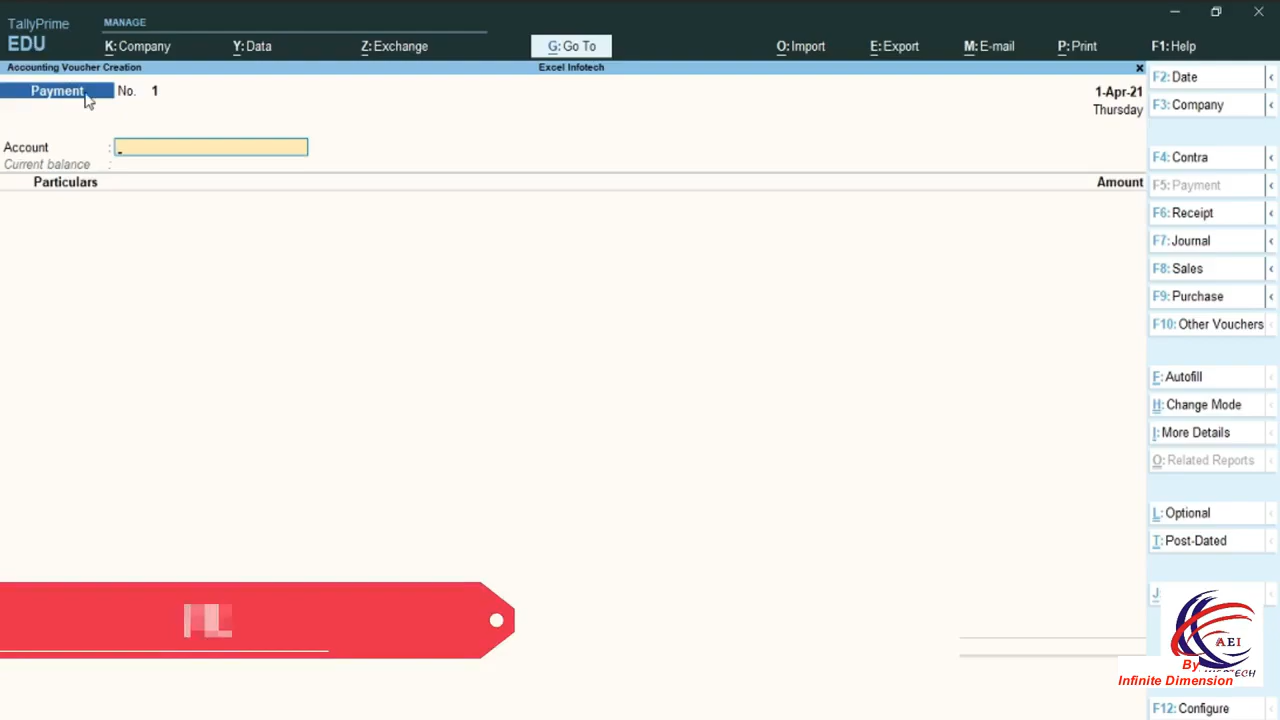 TallyPrime
EDU
MANAGE
K: Company
Y: Data
Z: Exchange
G: Go To
O: Import
E: Export
M: E-mail
P: Print
F1: Help
Accounting Voucher Creation
Excel Infotech
Payment
No. 1
1-Apr-21
Thursday
Account :
Current balance :
Particulars
Amount
F2: Date
F3: Company
F4: Contra
F5: Payment
F6: Receipt
F7: Journal
F8: Sales
F9: Purchase
F10: Other Vouchers
F: Autofill
H: Change Mode
I: More Details
O: Related Reports
L: Optional
T: Post-Dated
J:
F12: Configure
AEI
By
Infinite Dimension